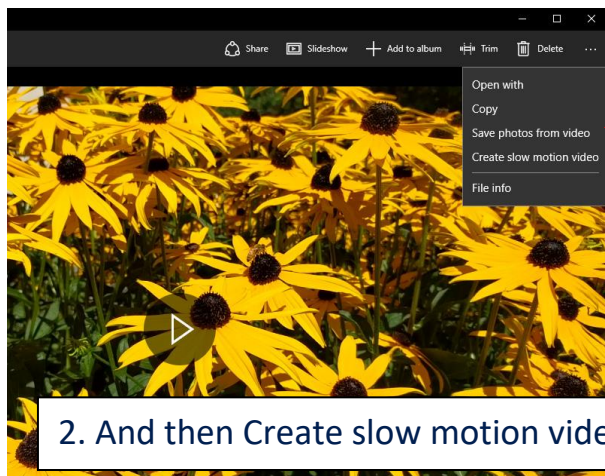 Share Slideshow Add to album Trim Delete ...
Open with
Copy
Save photos from video
Create slow motion video
File info
2. And then Create slow motion vide